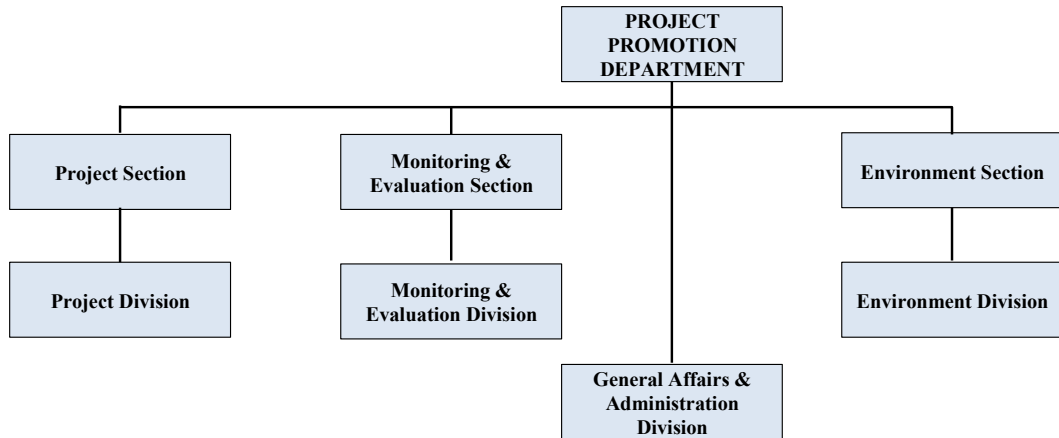 PROJECT
PROMOTION
DEPARTMENT
Project Section
Monitoring &
Evaluation Section
Environment Section
Project Division
Monitoring &
Evaluation Division
Environment Division
General Affairs &
Administration
Division